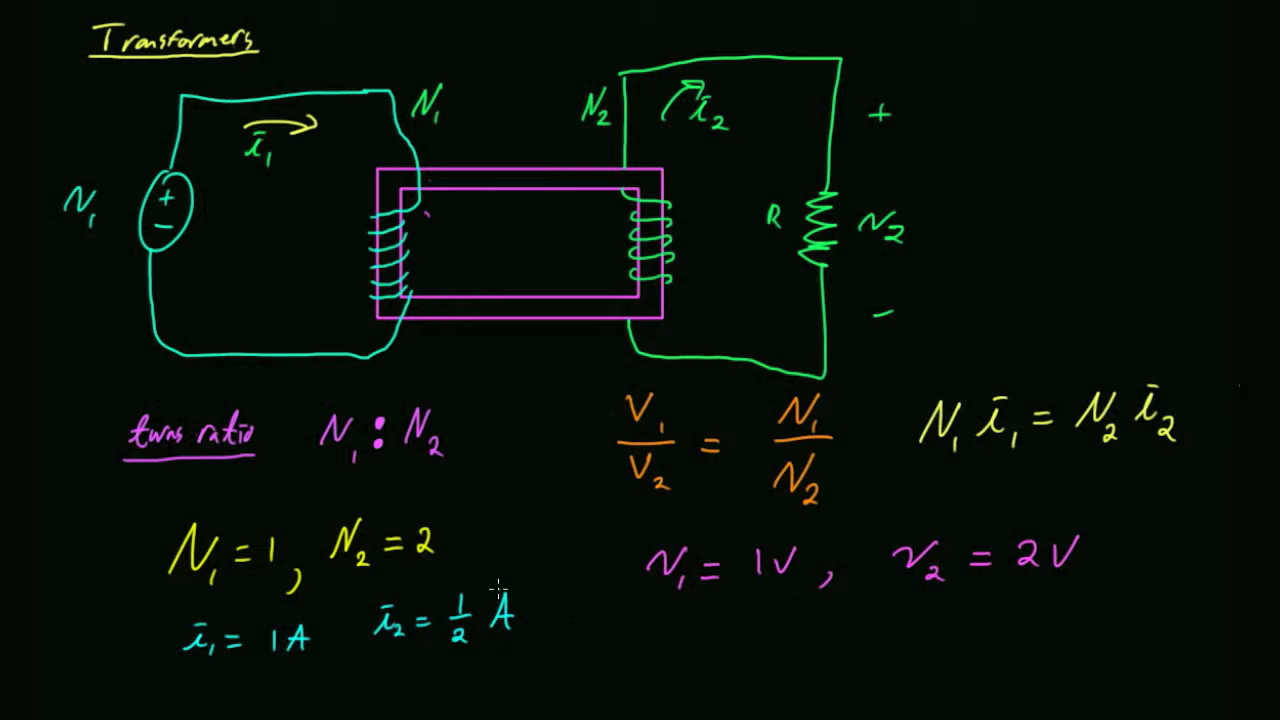 Transformers
N₁
N₂
i₂
+
i₁
+
−
v₁
R
v₂
−
turns ratio N₁ : N₂
V₁/V₂ = N₁/N₂
N₁ i₁ = N₂ i₂
N₁ = 1, N₂ = 2
v₁ = 1V, v₂ = 2V
i₁ = 1A i₂ = 1/2 A